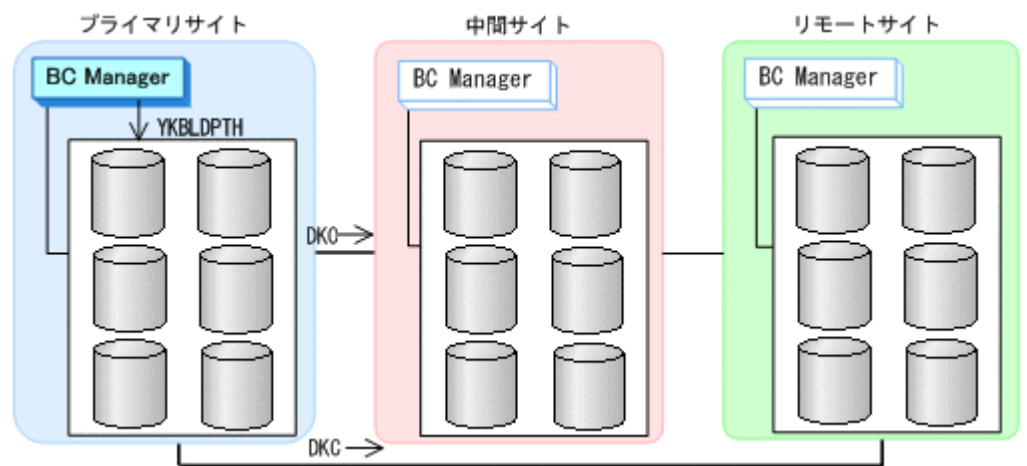 プライマリサイト
中間サイト
リモートサイト
BC Manager
BC Manager
BC Manager
YKBLDPTH
DKC
DKC